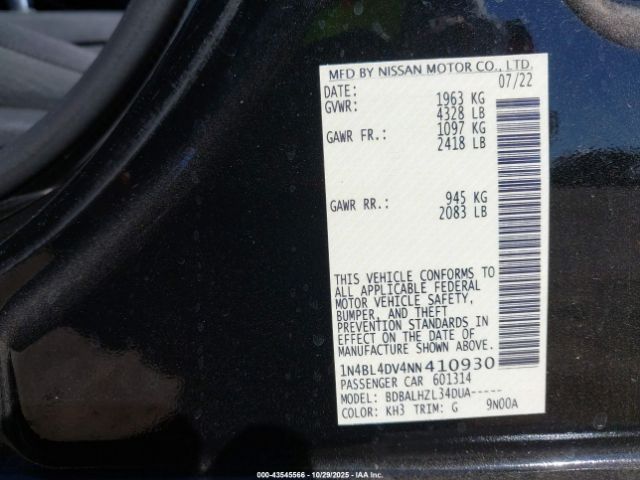 MFD BY NISSAN MOTOR CO., LTD.
DATE: 07/22
GVWR: 1963 KG
4328 LB
GAWR FR.: 1097 KG
2418 LB
GAWR RR.: 945 KG
2083 LB
THIS VEHICLE CONFORMS TO
ALL APPLICABLE FEDERAL
MOTOR VEHICLE SAFETY,
BUMPER, AND THEFT
PREVENTION STANDARDS IN
EFFECT ON THE DATE OF
MANUFACTURE SHOWN ABOVE.
1N4BL4DV4NN410930
PASSENGER CAR 601314
MODEL: BDBALHZL34DUA-----
COLOR: KH3 TRIM: G 9N00A
000-43545566 - 10/29/2025 - IAA Inc.